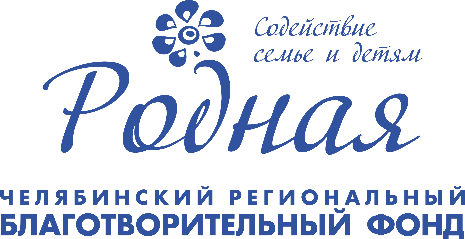 Содействие
семье и детям
Родная
ЧЕЛЯБИНСКИЙ РЕГИОНАЛЬНЫЙ
БЛАГОТВОРИТЕЛЬНЫЙ ФОНД